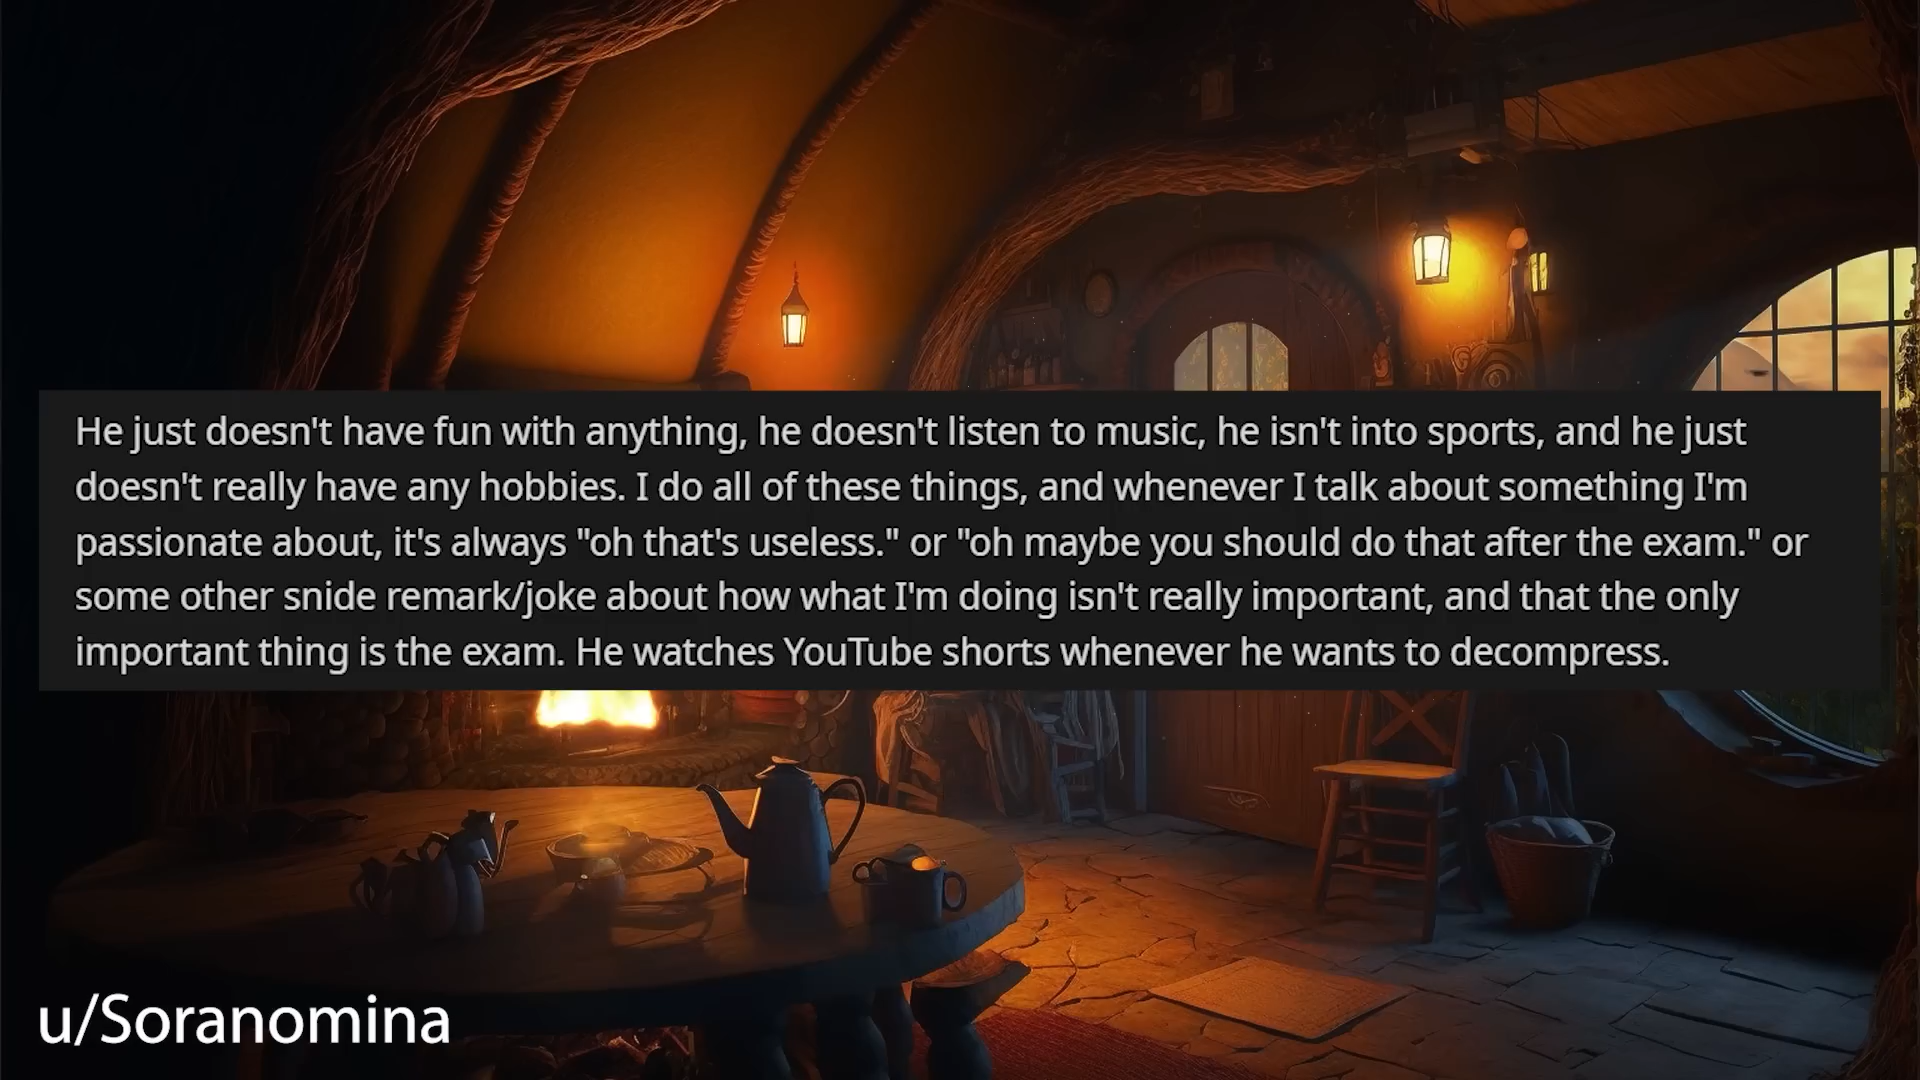 He just doesn't have fun with anything, he doesn't listen to music, he isn't into sports, and he just
doesn't really have any hobbies. I do all of these things, and whenever I talk about something I'm
passionate about, it's always "oh that's useless." or "oh maybe you should do that after the exam." or
some other snide remark/joke about how what I'm doing isn't really important, and that the only
important thing is the exam. He watches YouTube shorts whenever he wants to decompress.
u/Soranomina